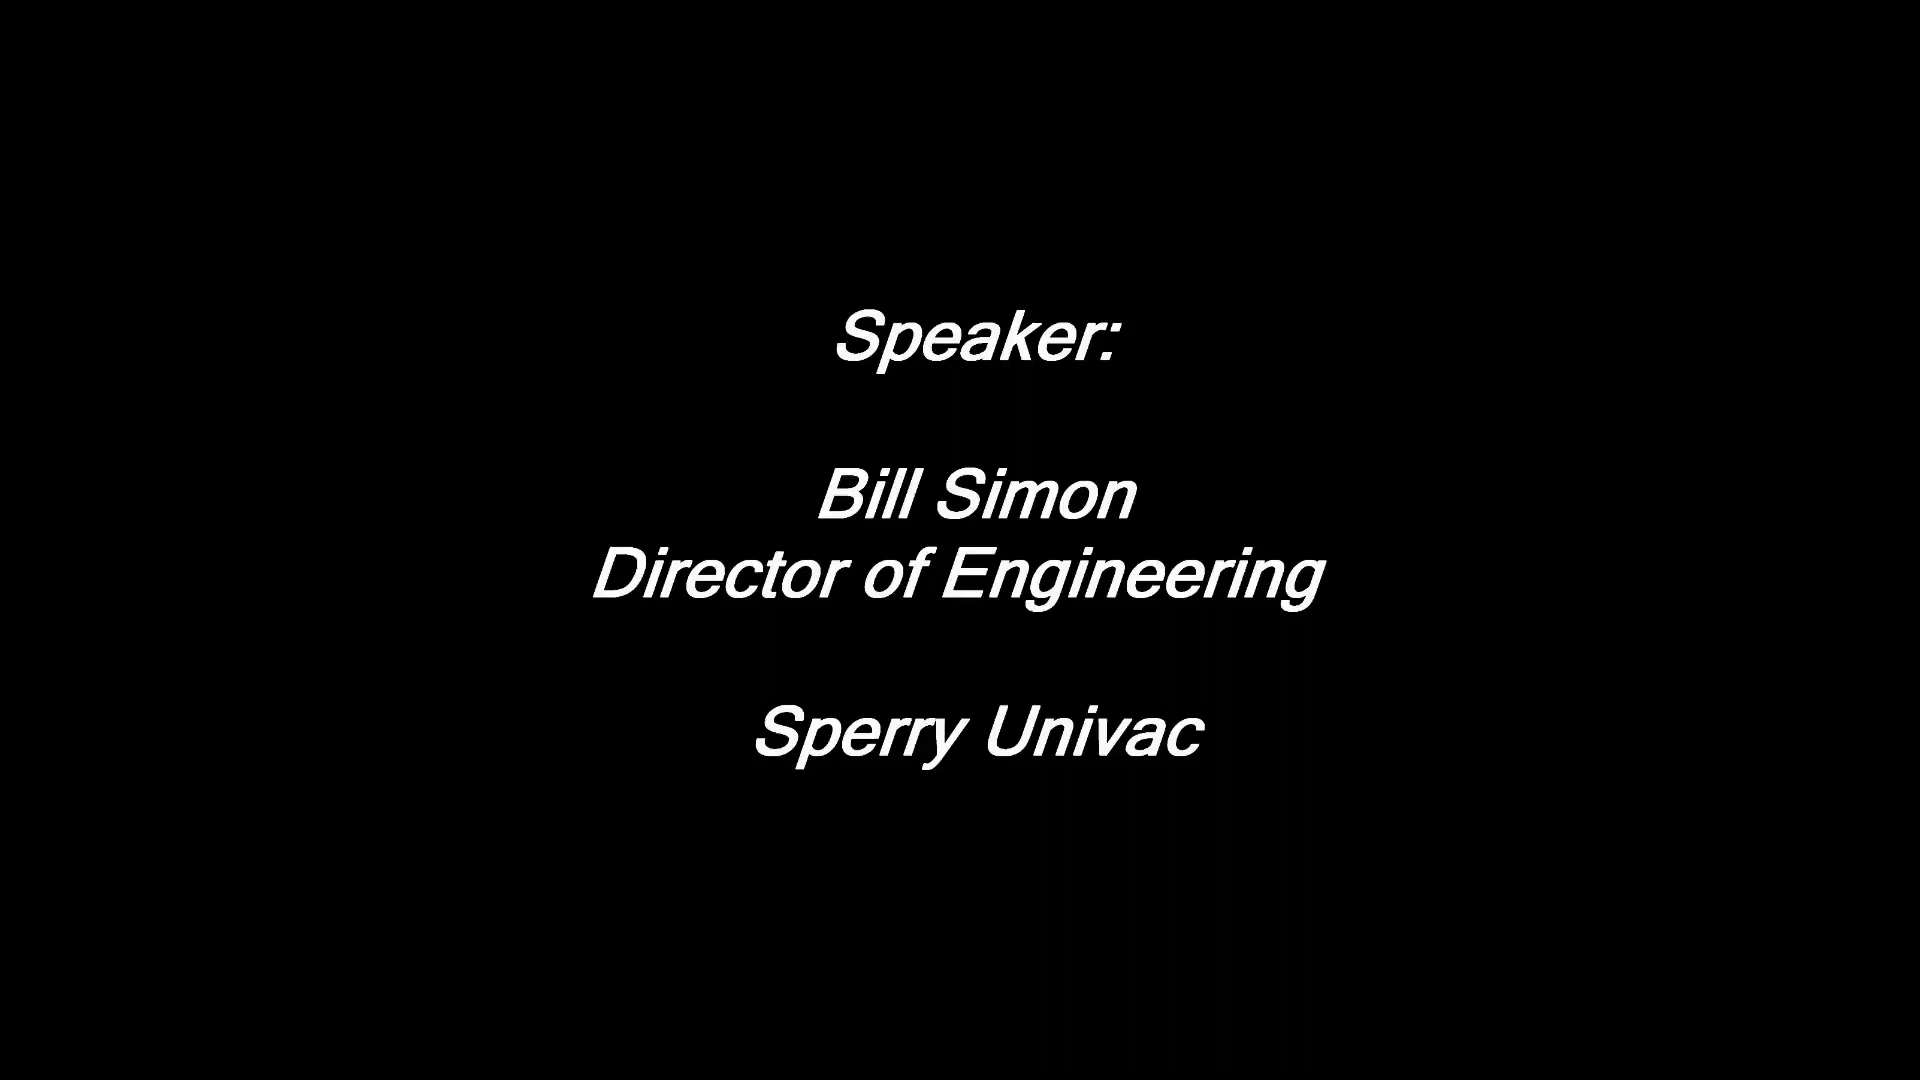 Speaker:
Bill Simon
Director of Engineering
Sperry Univac